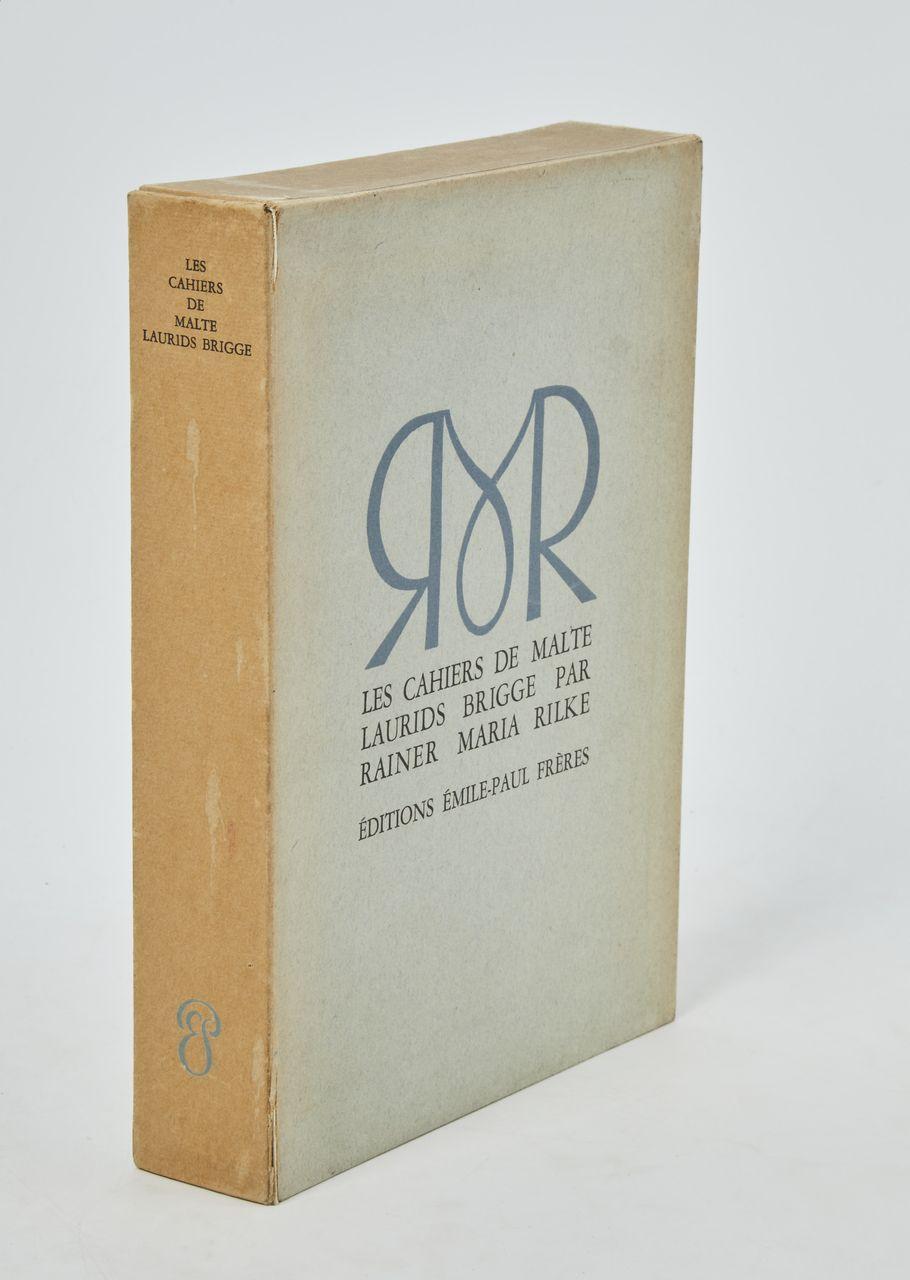 LES
CAHIERS
DE
MALTE
LAURIDS BRIGGE
RMR
LES CAHIERS DE MALTE
LAURIDS BRIGGE PAR
RAINER MARIA RILKE
ÉDITIONS ÉMILE-PAUL FRÈRES